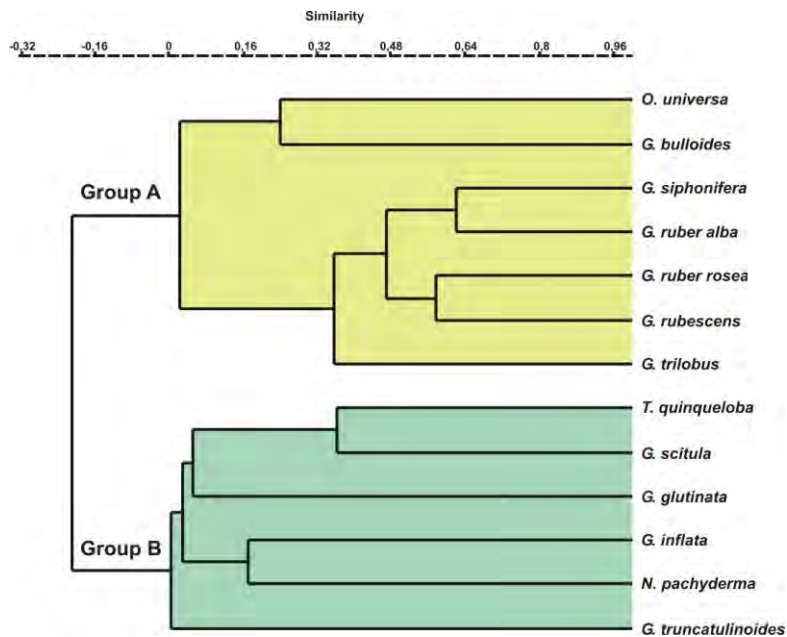 Similarity
-0,32 -0,16 0 0,16 0,32 0,48 0,64 0,8 0,96
O. universa
G. bulloides
G. siphonifera
Group A
G. ruber alba
G. ruber rosea
G. rubescens
G. trilobus
T. quinqueloba
G. scitula
G. glutinata
G. inflata
Group B
N. pachyderma
G. truncatulinoides